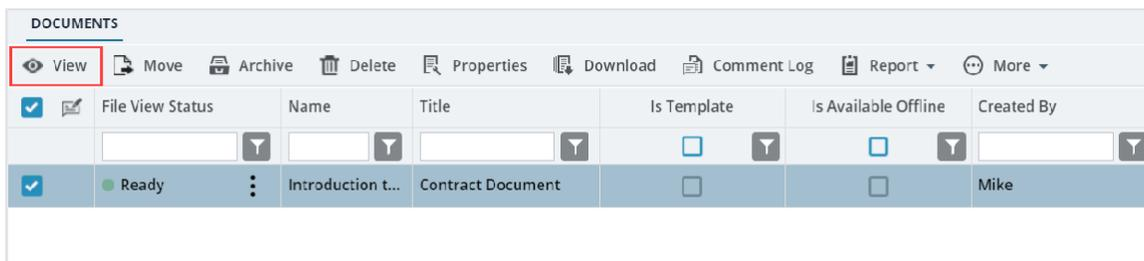 DOCUMENTS
View Move Archive Delete Properties Download Comment Log Report More
File View Status Name Title Is Template Is Available Offline Created By
Ready Introduction t... Contract Document Mike